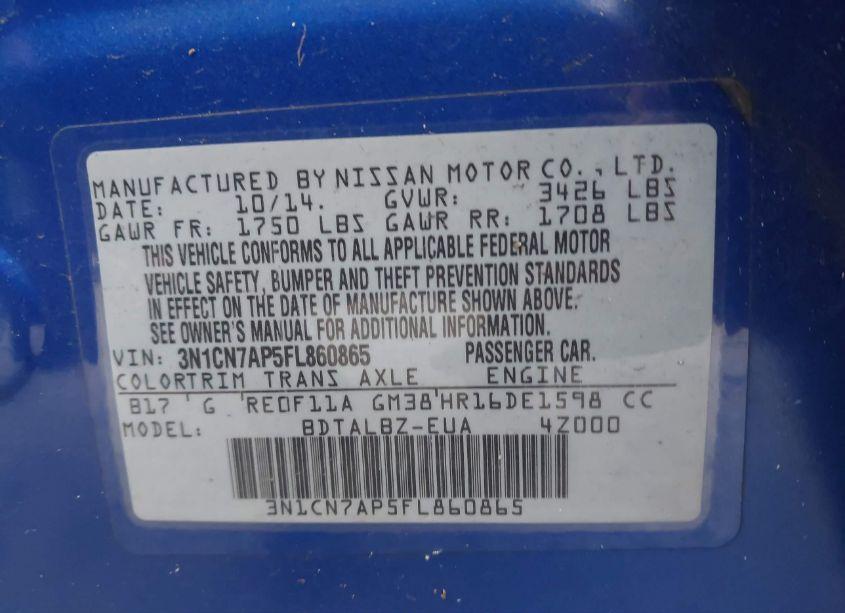 MANUFACTURED BY NISSAN MOTOR CO., LTD.
DATE: 10/14. GVWR: 3426 LBS
GAWR FR: 1750 LBS GAWR RR: 1708 LBS
THIS VEHICLE CONFORMS TO ALL APPLICABLE FEDERAL MOTOR
VEHICLE SAFETY, BUMPER AND THEFT PREVENTION STANDARDS
IN EFFECT ON THE DATE OF MANUFACTURE SHOWN ABOVE.
SEE OWNER'S MANUAL FOR ADDITIONAL INFORMATION.
VIN: 3N1CN7AP5FL860865 PASSENGER CAR.
COLORTRIM TRANS AXLE ENGINE
B17 G RE0F11A GM38 HR16DE1598 CC
MODEL: BDTALBZ-EUA 4Z000
3N1CN7AP5FL860865